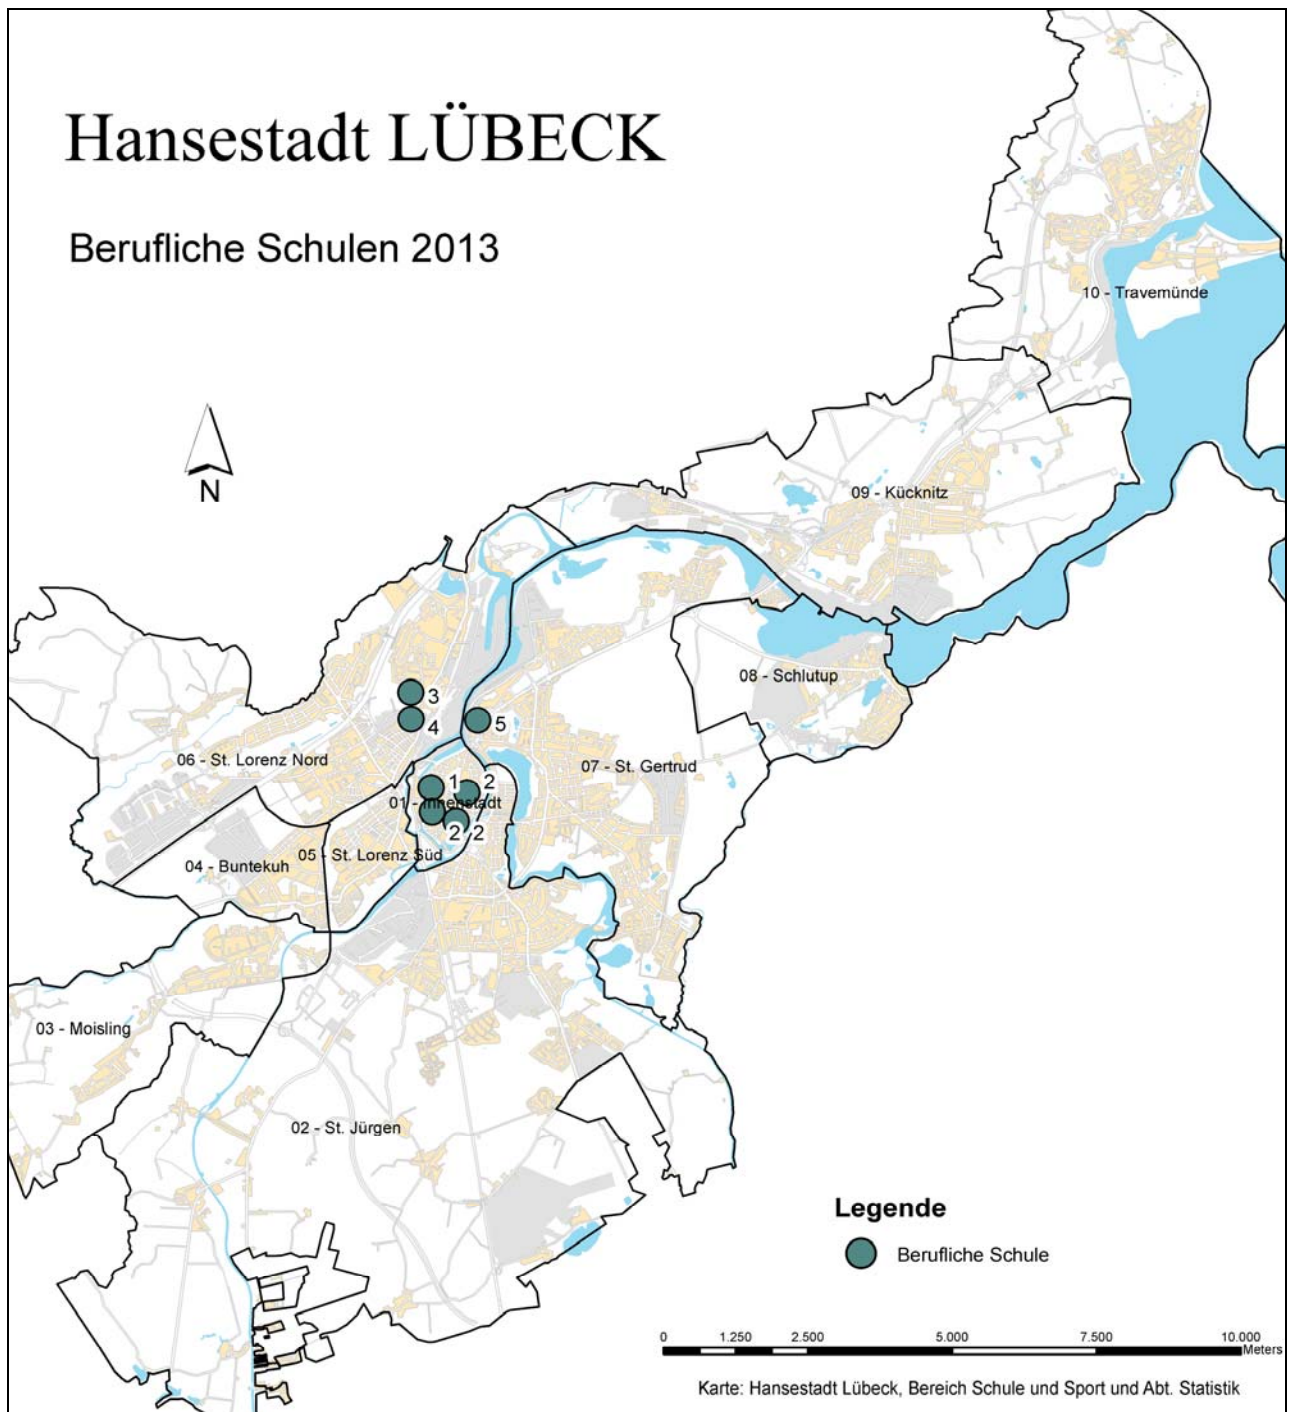 Hansestadt LÜBECK
Berufliche Schulen 2013
N
10 - Travemünde
09 - Kücknitz
08 - Schlutup
3
4
5
06 - St. Lorenz Nord
07 - St. Gertrud
1
2
01 - Innenstadt
2
2
05 - St. Lorenz Süd
04 - Buntekuh
03 - Moisling
02 - St. Jürgen
Legende
Berufliche Schule
0 1.250 2.500 5.000 7.500 10.000
Meters
Karte: Hansestadt Lübeck, Bereich Schule und Sport und Abt. Statistik